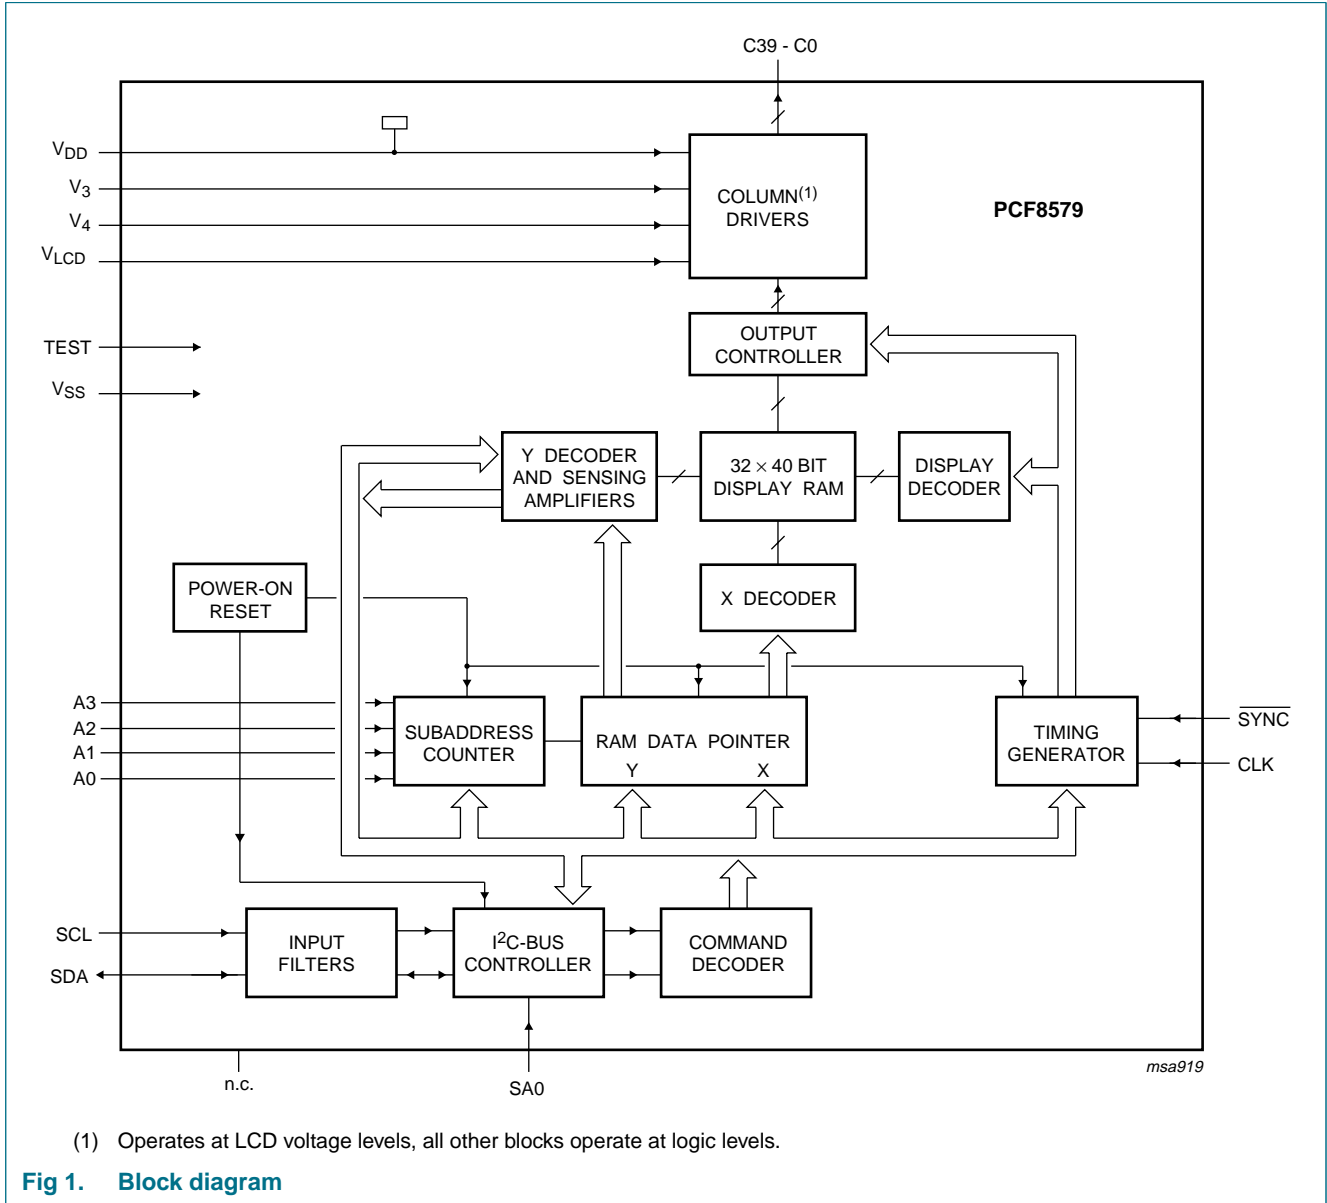 C39 - C0
VDD
V3
V4
VLCD
COLUMN(1)
DRIVERS
PCF8579
TEST
VSS
OUTPUT
CONTROLLER
Y DECODER
AND SENSING
AMPLIFIERS
32 × 40 BIT
DISPLAY RAM
DISPLAY
DECODER
POWER-ON
RESET
X DECODER
A3
A2
A1
A0
SUBADDRESS
COUNTER
RAM DATA POINTER
Y X
TIMING
GENERATOR
SYNC
CLK
SCL
SDA
INPUT
FILTERS
I2C-BUS
CONTROLLER
COMMAND
DECODER
msa919
n.c.
SA0
(1) Operates at LCD voltage levels, all other blocks operate at logic levels.
Fig 1. Block diagram